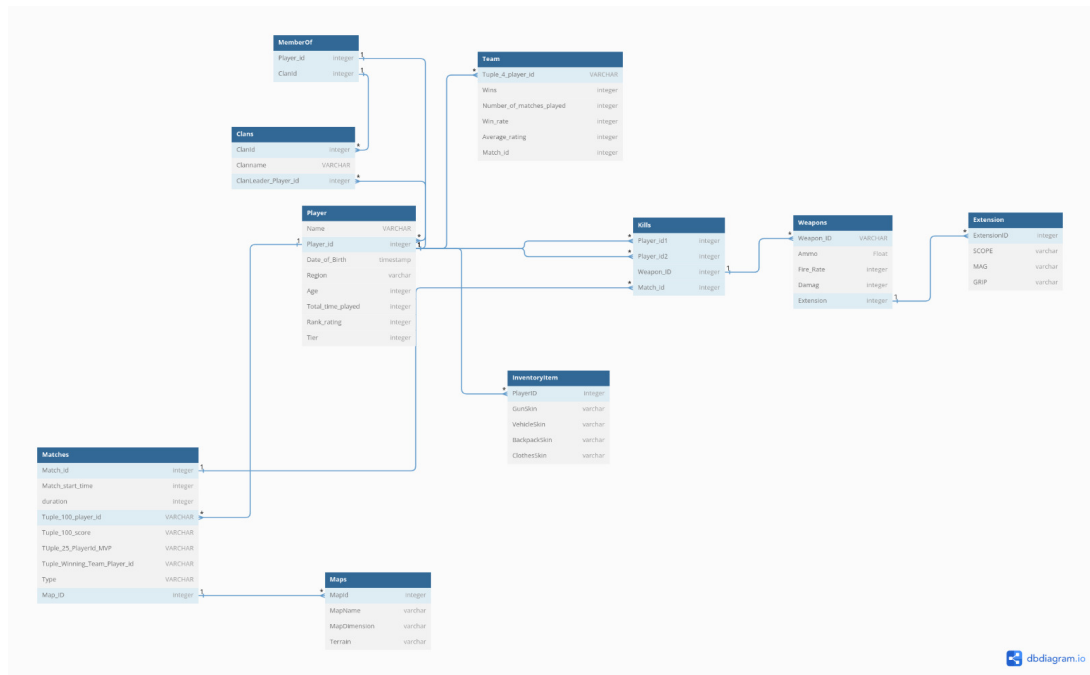 MemberOf
Player_id integer
ClanId integer
Team
Tuple_4_player_id VARCHAR
Wins integer
Number_of_matches_played integer
Win_rate integer
Average_rating integer
Match_id integer
Clans
ClanId integer
Clanname VARCHAR
ClanLeader_Player_id integer
Player
Name VARCHAR
Player_id integer
Date_of_Birth timestamp
Region varchar
Age integer
Total_time_played integer
Rank_rating integer
Tier integer
Kills
Player_id1 integer
Player_id2 integer
Weapon_ID integer
Match_id integer
Weapons
Weapon_ID VARCHAR
Ammo Float
Fire_Rate integer
Damag integer
Extension integer
Extension
ExtensionID integer
SCOPE varchar
MAG varchar
GRIP varchar
InventoryItem
PlayerID integer
GunSkin varchar
VehicleSkin varchar
BackpackSkin varchar
ClothesSkin varchar
Matches
Match_id integer
Match_start_time integer
duration integer
Tuple_100_player_id VARCHAR
Tuple_100_score VARCHAR
TUple_25_PlayerId_MVP VARCHAR
Tuple_Winning_Team_Player_id VARCHAR
Type VARCHAR
Map_ID integer
Maps
MapId integer
MapName varchar
MapDimension varchar
Terrain varchar
dbdiagram.io